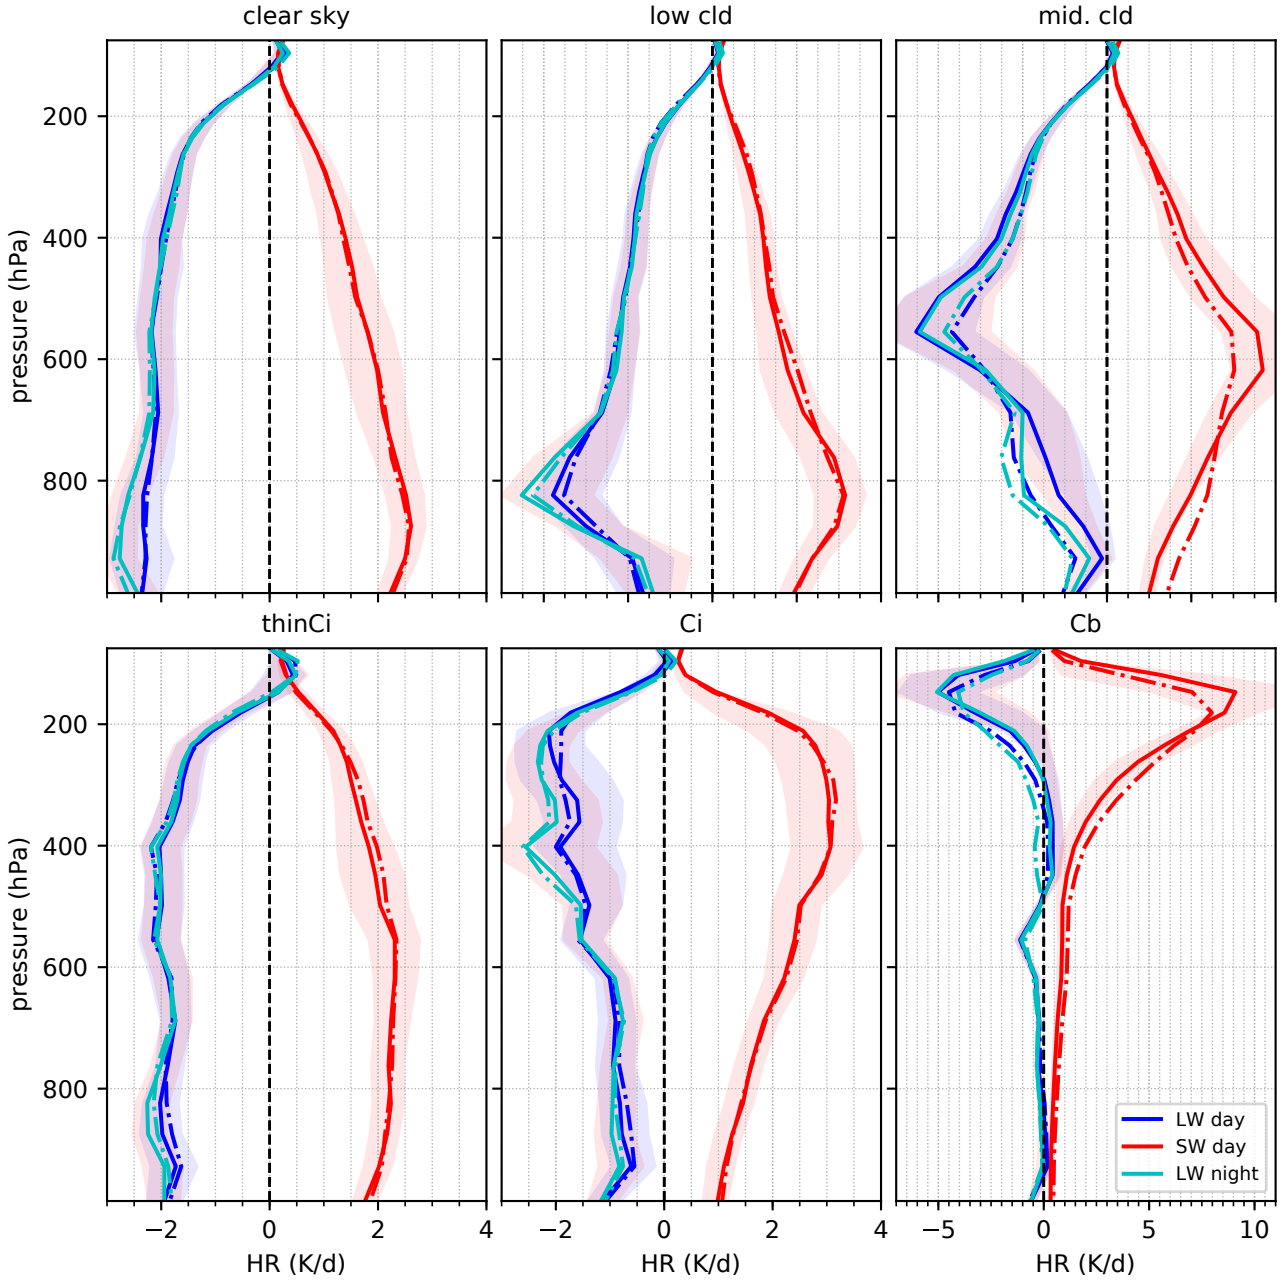 clear sky
low cld
mid. cld
pressure (hPa)
200
400
600
800
thinCi
Ci
Cb
pressure (hPa)
200
400
600
800
LW day
SW day
LW night
−2 0 2 4
−2 0 2 4
−5 0 5 10
HR (K/d)
HR (K/d)
HR (K/d)